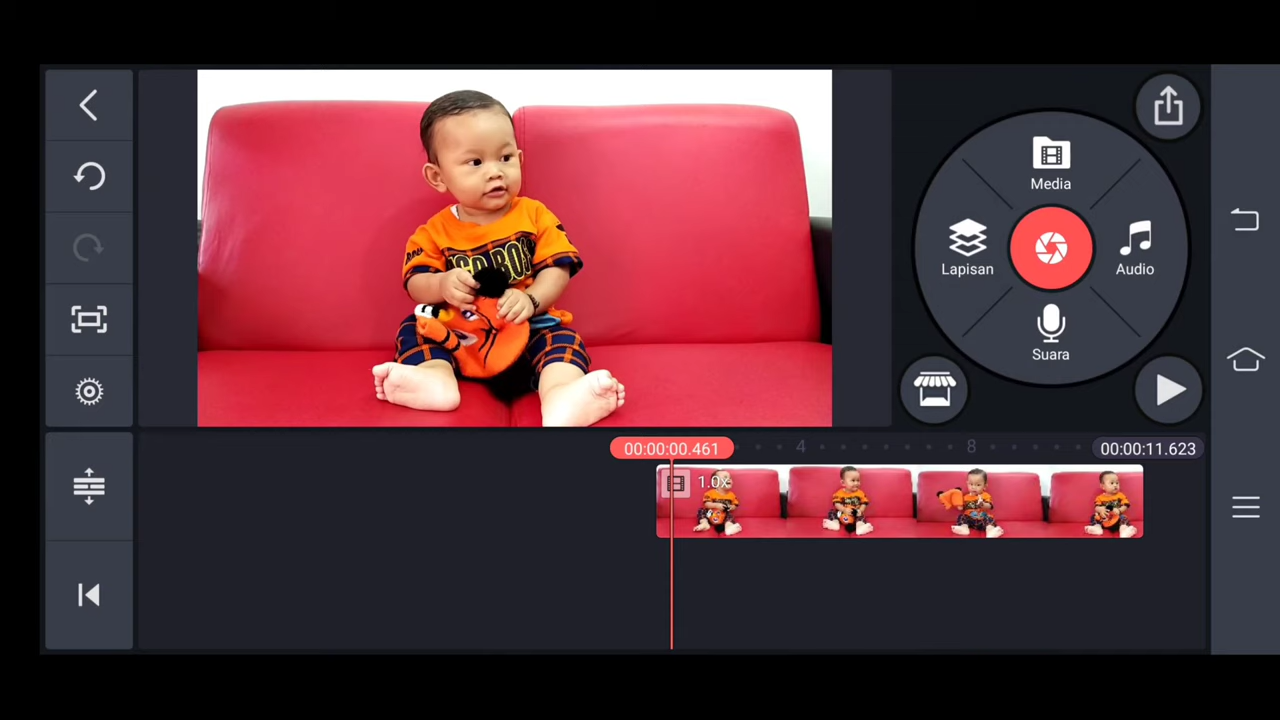 Media
Lapisan
Audio
Suara
00:00:00.461
4
8
00:00:11.623
1.0x